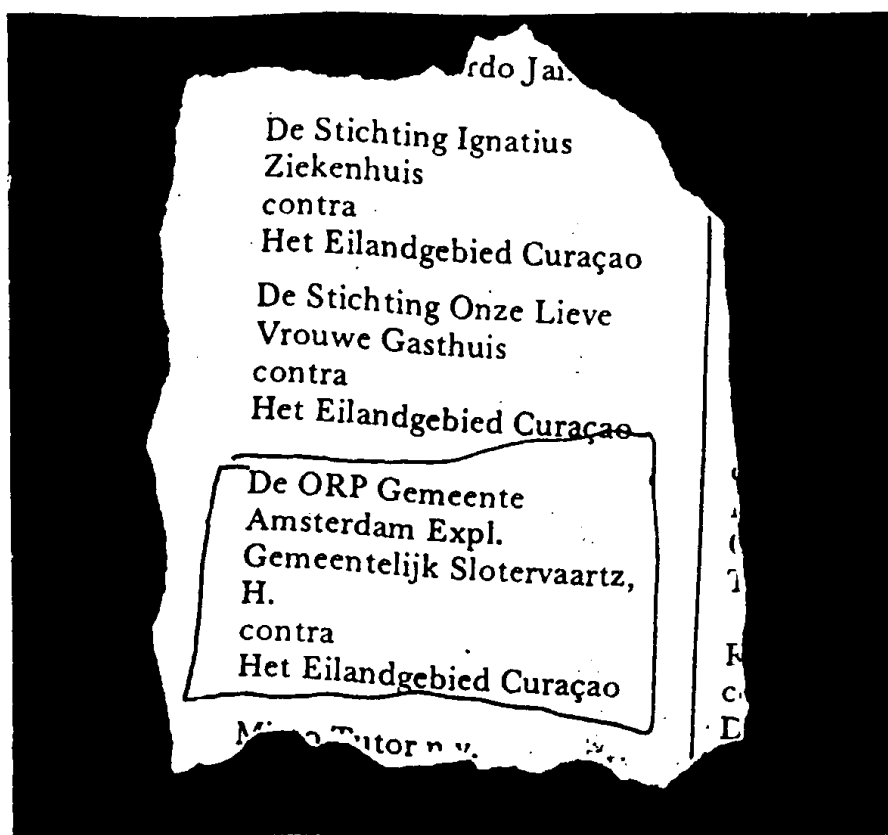 De Stichting Ignatius
Ziekenhuis
contra
Het Eilandgebied Curaçao
De Stichting Onze Lieve
Vrouwe Gasthuis
contra
Het Eilandgebied Curaçao
De ORP Gemeente
Amsterdam Expl.
Gemeentelijk Slotervaartz,
H.
contra
Het Eilandgebied Curaçao
Tutor n.v.